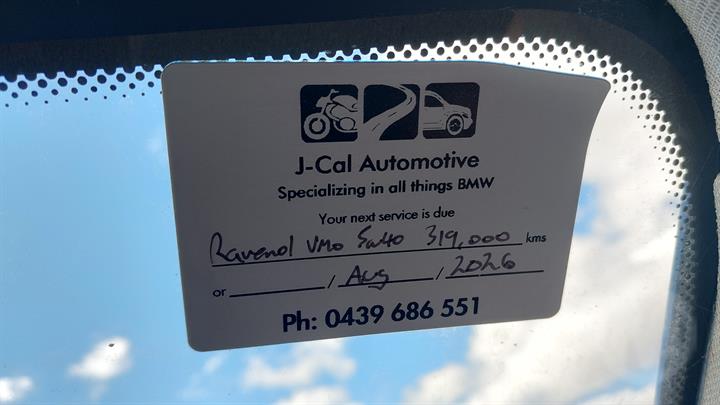 J-Cal Automotive
Specializing in all things BMW
Your next service is due
Ravenol VMO 5w40 319,000 kms
or / Aug / 2026
Ph: 0439 686 551